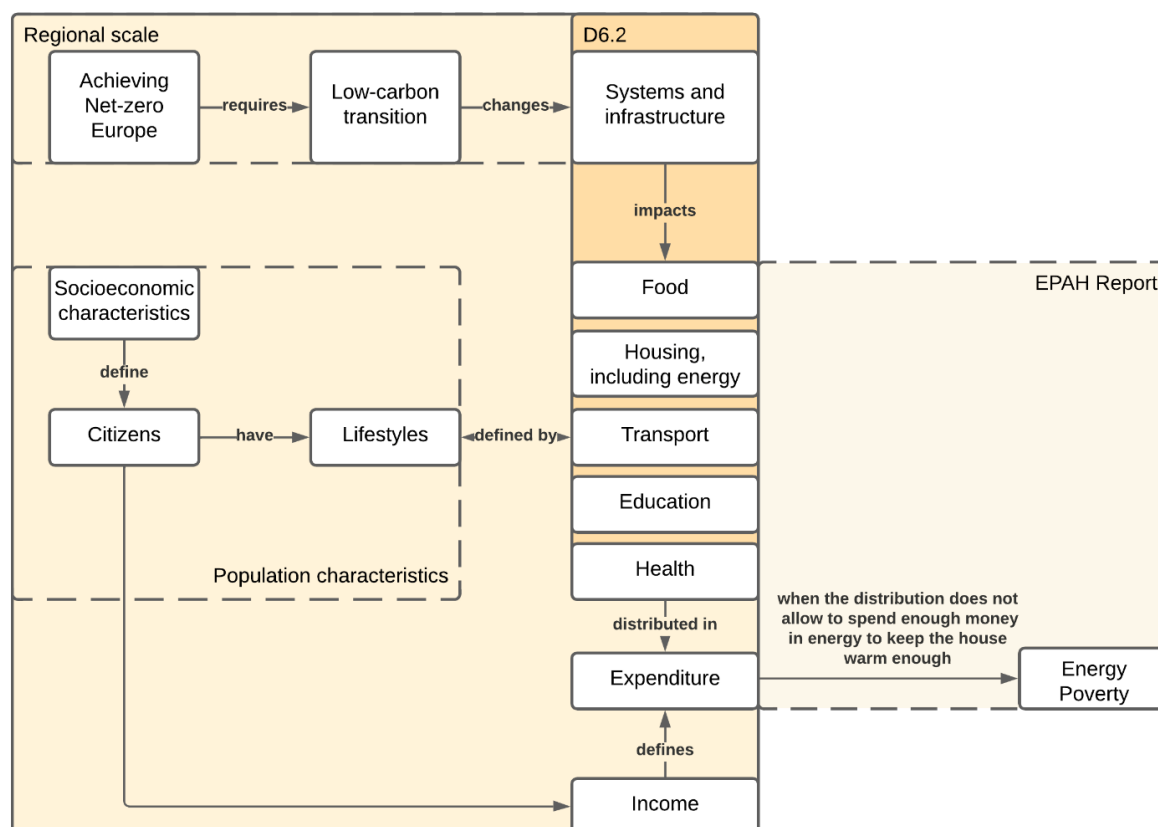 Regional scale
D6.2
Achieving
Net-zero
Europe
requires
Low-carbon
transition
changes
Systems and
infrastructure
impacts
Food
EPAH Report
Socioeconomic
characteristics
Housing,
including energy
define
Citizens
have
Lifestyles
defined by
Transport
Education
Health
Population characteristics
distributed in
when the distribution does not
allow to spend enough money
in energy to keep the house
warm enough
Expenditure
Energy
Poverty
defines
Income